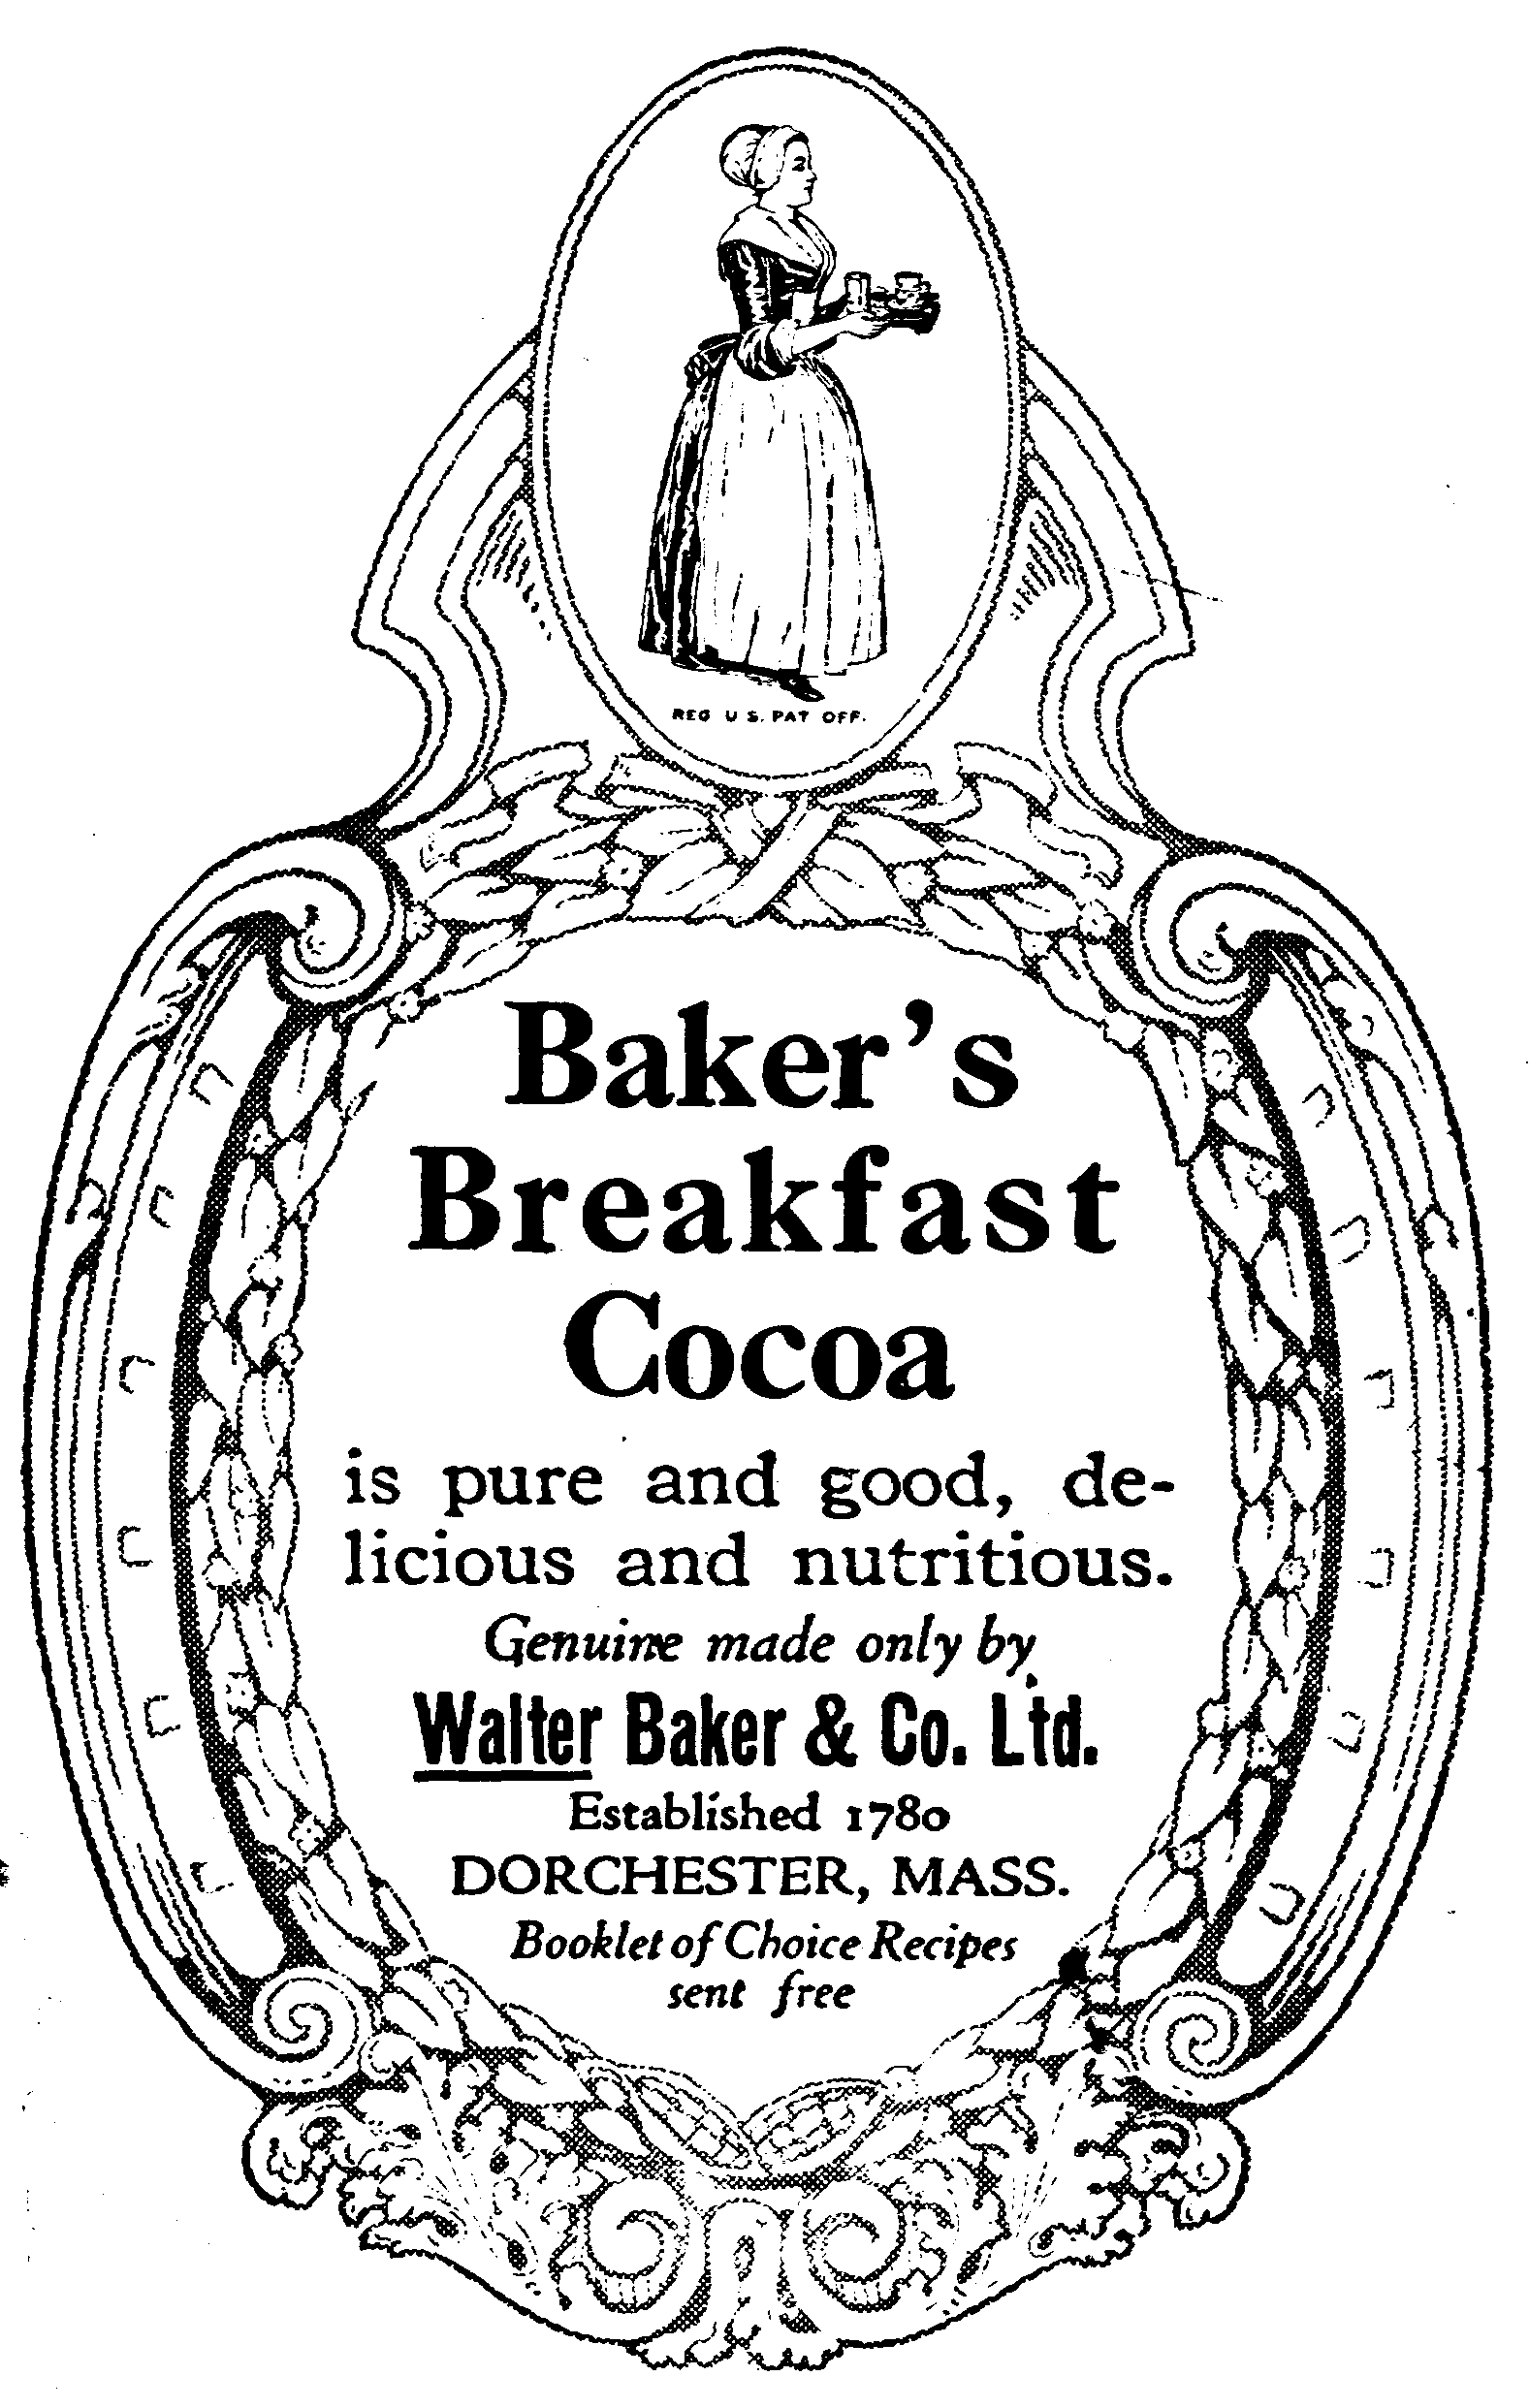 REG U S. PAT OFF.
Baker's
Breakfast
Cocoa
is pure and good, de-
licious and nutritious.
Genuine made only by
Walter Baker & Co. Ltd.
Established 1780
DORCHESTER, MASS.
Booklet of Choice Recipes
sent free